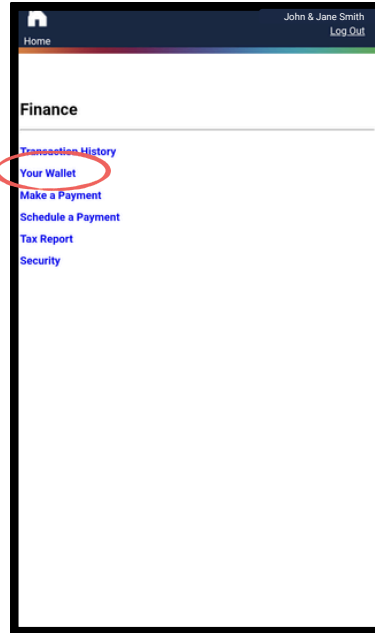 John & Jane Smith
Log Out
Home
Finance
Transaction History
Your Wallet
Make a Payment
Schedule a Payment
Tax Report
Security